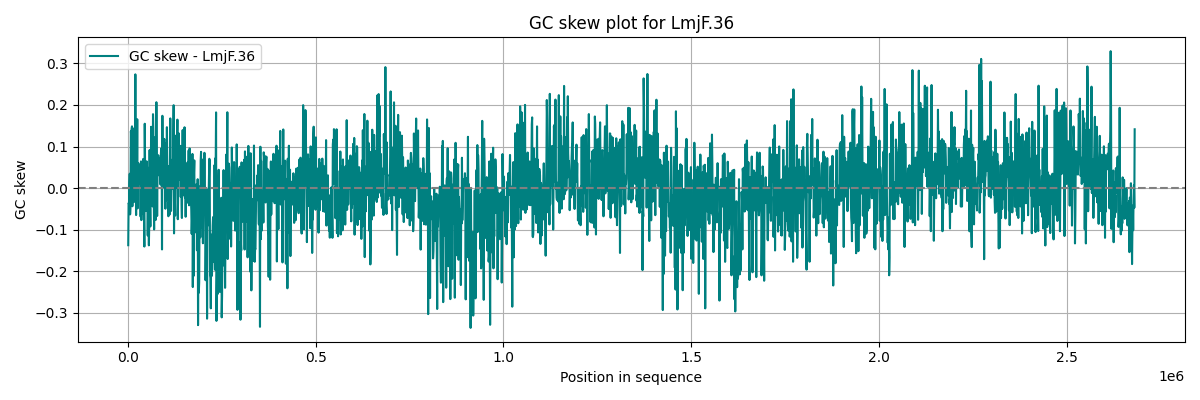 GC skew plot for LmjF.36
GC skew - LmjF.36
GC skew
0.3
0.2
0.1
0.0
−0.1
−0.2
−0.3
0.0 0.5 1.0 1.5 2.0 2.5
1e6
Position in sequence